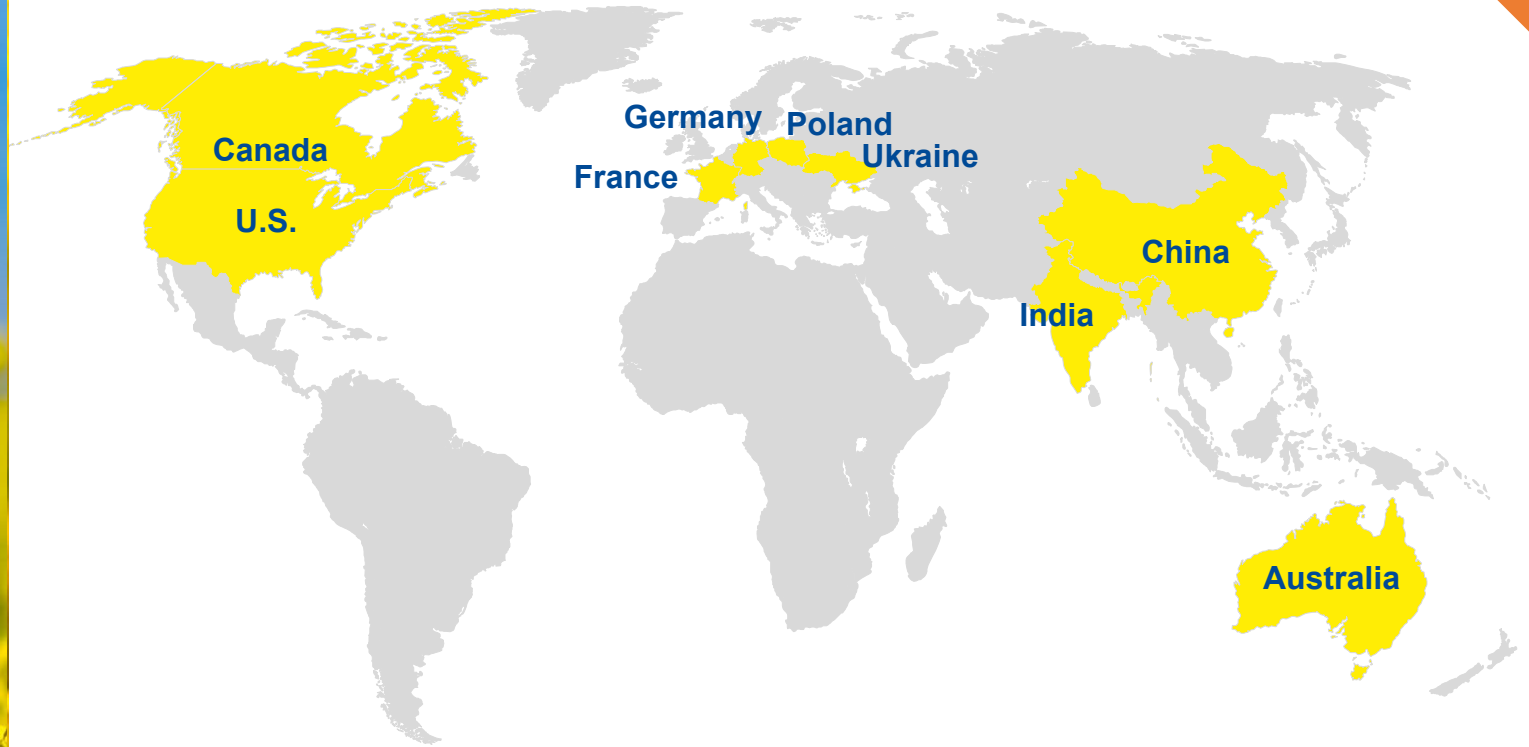 Germany
Poland
Canada
Ukraine
France
U.S.
China
India
Australia